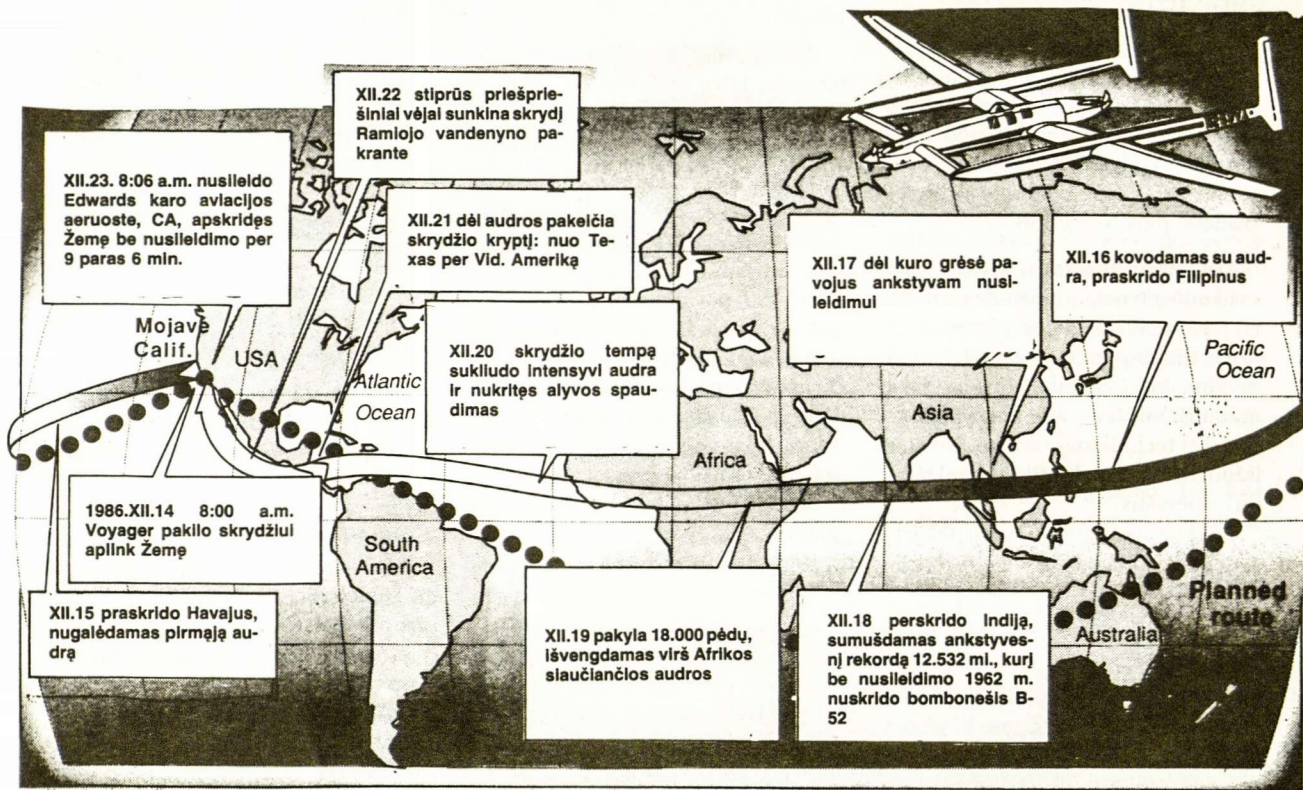 XII.22 stiprūs priešprie-
šiniai vėjai sunkina skrydį
Ramiojo vandenyno pa-
krante
XII.23. 8:06 a.m. nusileido
Edwards karo aviacijos
aeruoste, CA, apskridęs
Žemę be nusileidimo per
9 paras 6 min.
XII.21 dėl audros pakeičia
skrydžio kryptį: nuo Te-
xas per Vid. Ameriką
XII.17 dėl kuro grėsė pa-
vojus ankstyvam nusi-
leidimui
XII.16 kovodamas su aud-
ra, praskrido Filipinus
Mojave
Calif.
USA
Atlantic
Ocean
XII.20 skrydžio tempą
sukliudo intensyvi audra
ir nukritęs alyvos spau-
dimas
Asia
Pacific
Ocean
Africa
1986.XII.14 8:00 a.m.
Voyager pakilo skrydžiui
aplink Žemę
South
America
XII.15 praskrido Havajus,
nugalėdamas pirmąją au-
drą
XII.19 pakyla 18.000 pėdų,
išvengdamas virš Afrikos
siaučiančios audros
XII.18 perskrido Indiją,
sumušdamas ankstyves-
nį rekordą 12.532 mi., kurį
be nusileidimo 1962 m.
nuskrido bombonešis B-
52
Australia
Planned
route